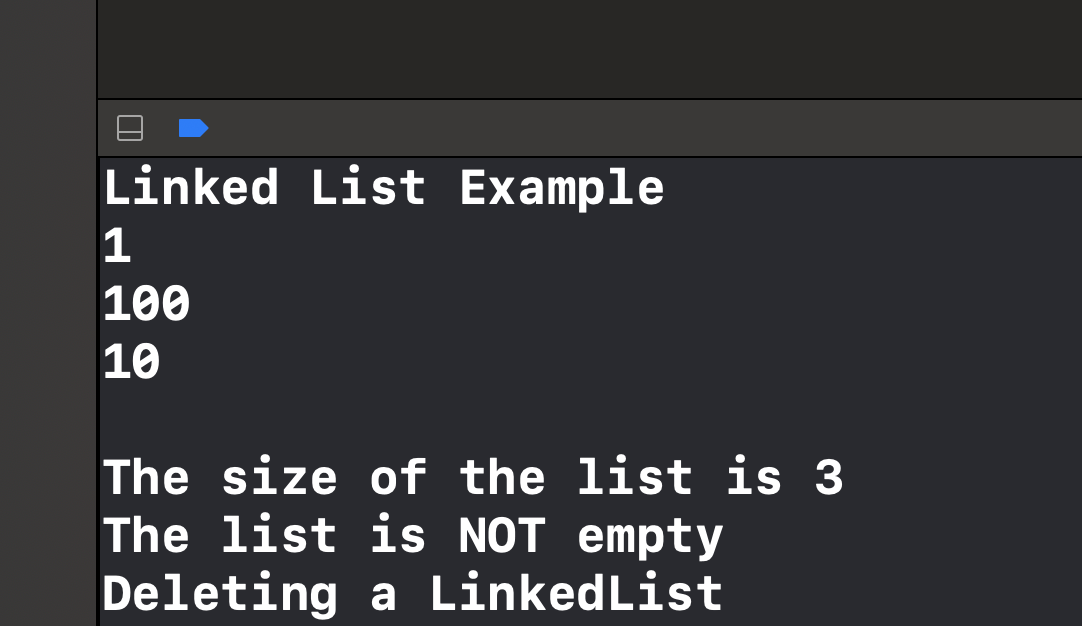 Linked List Example
1
100
10
The size of the list is 3
The list is NOT empty
Deleting a LinkedList